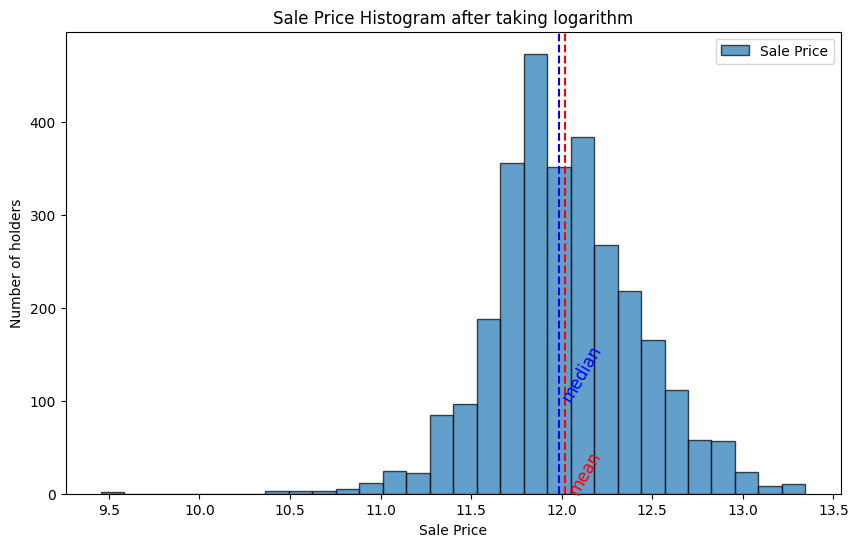 Sale Price Histogram after taking logarithm
Sale Price
Number of holders
400
300
200
100
0
median
mean
9.5 10.0 10.5 11.0 11.5 12.0 12.5 13.0 13.5
Sale Price